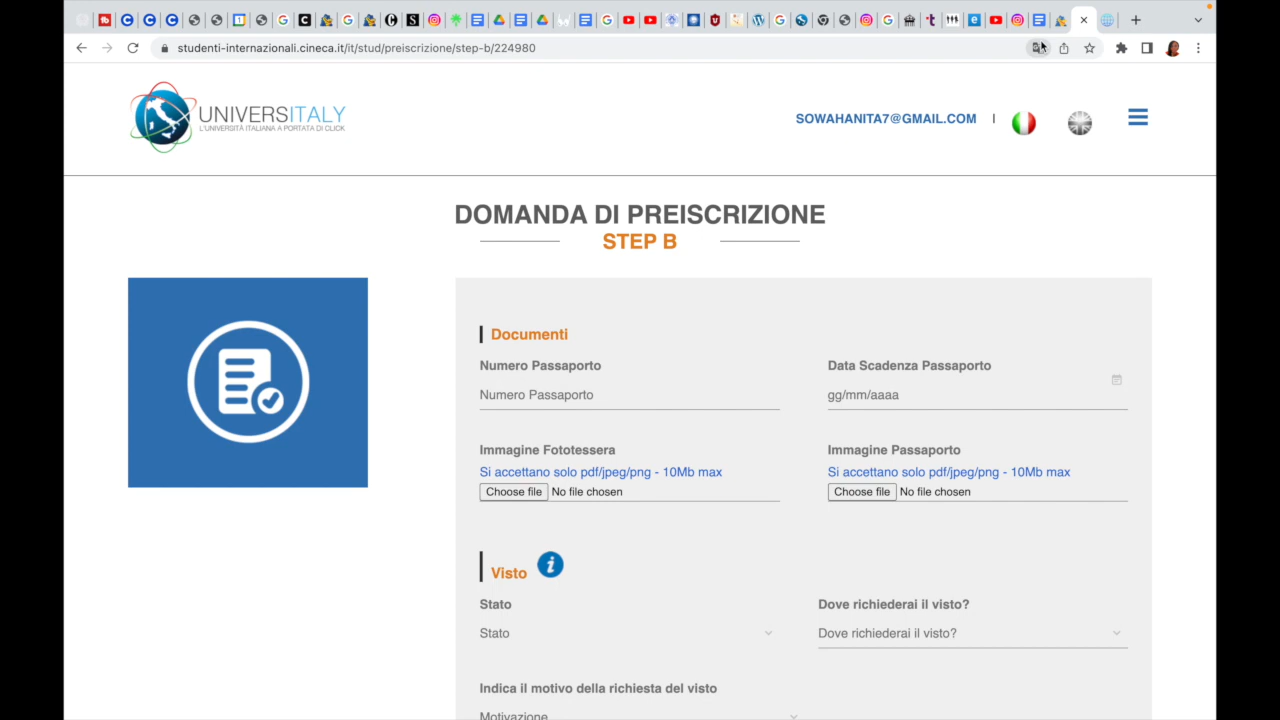 studenti-internazionali.cineca.it/it/stud/preiscrizione/step-b/224980
UNIVERSITALY
L'UNIVERSITÀ ITALIANA A PORTATA DI CLICK
SOWAHANITA7@GMAIL.COM |
DOMANDA DI PREISCRIZIONE
STEP B
Documenti
Numero Passaporto
Data Scadenza Passaporto
Numero Passaporto
gg/mm/aaaa
Immagine Fototessera
Immagine Passaporto
Si accettano solo pdf/jpeg/png - 10Mb max
Si accettano solo pdf/jpeg/png - 10Mb max
Choose file No file chosen
Choose file No file chosen
Visto i
Stato
Dove richiederai il visto?
Stato
Dove richiederai il visto?
Indica il motivo della richiesta del visto
Motivazione